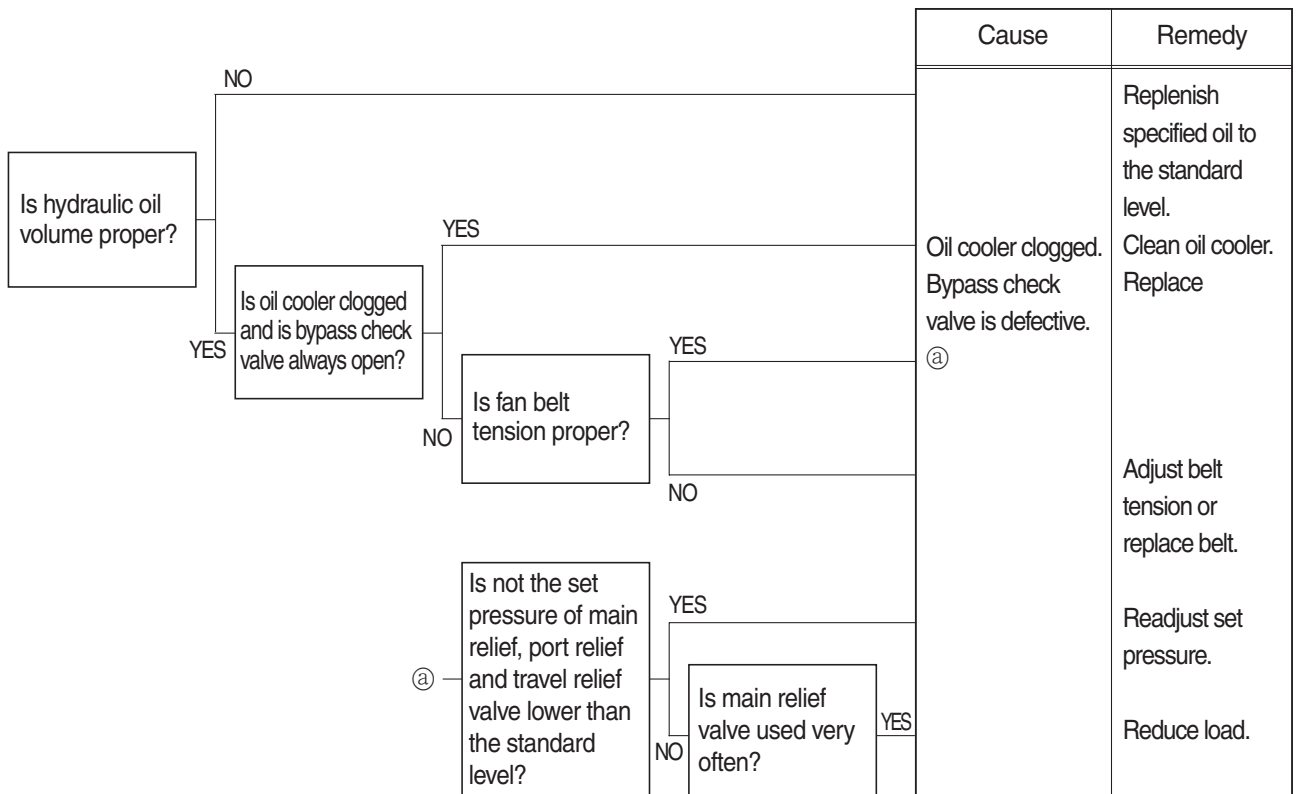 Cause
Remedy
NO
Replenish
specified oil to
the standard
level.
Is hydraulic oil
volume proper?
YES
YES
Oil cooler clogged.
Clean oil cooler.
Bypass check
Replace
valve is defective.
ⓐ
Is oil cooler clogged
and is bypass check
valve always open?
YES
NO
Is fan belt
tension proper?
NO
Adjust belt
tension or
replace belt.
ⓐ
Is not the set
pressure of main
relief, port relief
and travel relief
valve lower than
the standard
level?
YES
Readjust set
pressure.
NO
Is main relief
valve used very
often?
YES
Reduce load.